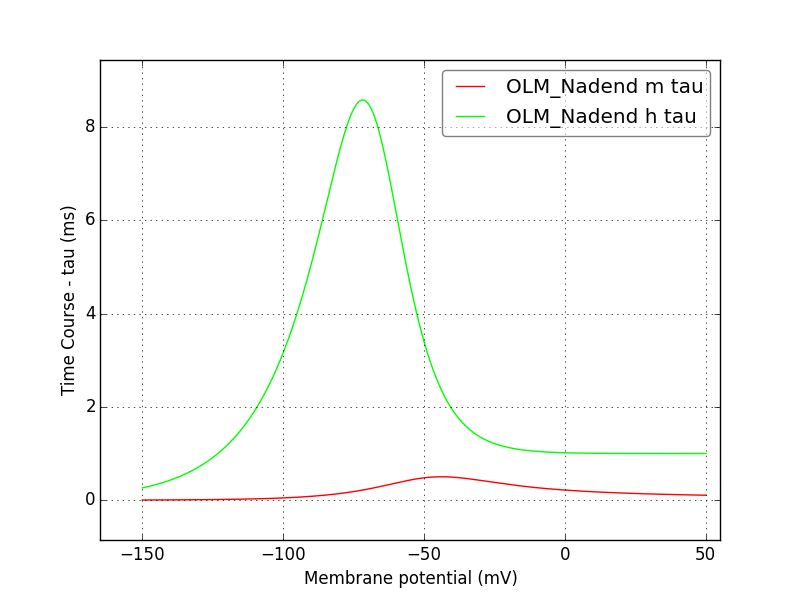 OLM_Nadend m tau
OLM_Nadend h tau
8
6
4
2
0
Time Course - tau (ms)
−150
−100
−50
0
50
Membrane potential (mV)